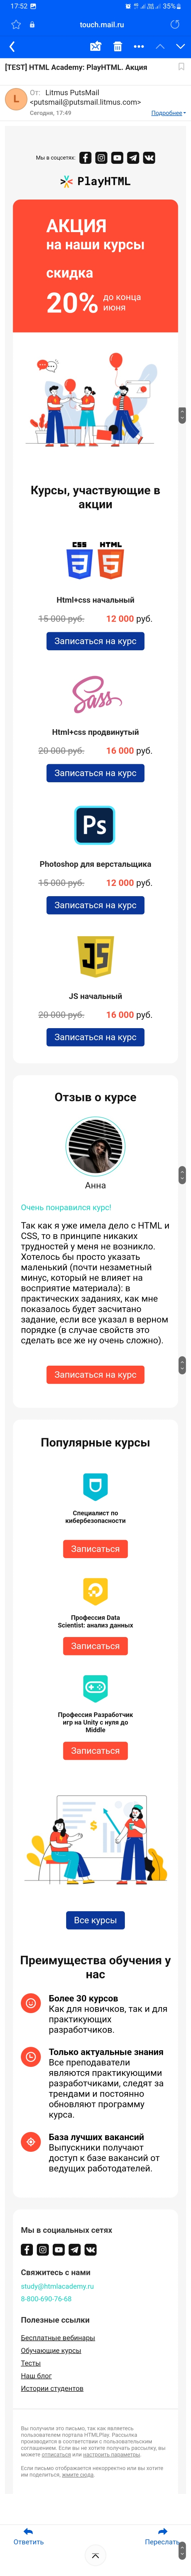 17:52
35%
touch.mail.ru
[TEST] HTML Academy: PlayHTML. Акция
L
От: Litmus PutsMail
<putsmail@putsmail.litmus.com>
Сегодня, 17:49
Подробнее
Мы в соцсетях:
PlayHTML
АКЦИЯ
на наши курсы
скидка
20% до конца
июня
Курсы, участвующие в
акции
CSS HTML
Html+css начальный
15 000 руб. 12 000 руб.
Записаться на курс
Sass
Html+css продвинутый
20 000 руб. 16 000 руб.
Записаться на курс
Ps
Photoshop для верстальщика
15 000 руб. 12 000 руб.
Записаться на курс
JS
JS начальный
20 000 руб. 16 000 руб.
Записаться на курс
Отзыв о курсе
Анна
Очень понравился курс!
Так как я уже имела дело с HTML и
CSS, то в принципе никаких
трудностей у меня не возникло.
Хотелось бы просто указать
маленький (почти незаметный
минус, который не влияет на
восприятие материала): в
практических заданиях, как мне
показалось будет засчитано
задание, если все указал в верном
порядке (в случае свойств это
сделать все же ну очень сложно).
Записаться на курс
Популярные курсы
Специалист по
кибербезопасности
Записаться
Профессия Data
Scientist: анализ данных
Записаться
Профессия Разработчик
игр на Unity с нуля до
Middle
Записаться
Все курсы
Преимущества обучения у
нас
Более 30 курсов
Как для новичков, так и для
практикующих
разработчиков.
Только актуальные знания
Все преподаватели
являются практикующими
разработчиками, следят за
трендами и постоянно
обновляют программу
курса.
База лучших вакансий
Выпускники получают
доступ к базе вакансий от
ведущих работодателей.
Мы в социальных сетях
Свяжитесь с нами
study@htmlacademy.ru
8-800-690-76-68
Полезные ссылки
Бесплатные вебинары
Обучающие курсы
Тесты
Наш блог
Истории студентов
Вы получили это письмо, так как являетесь
пользователем портала HTMLPlay. Рассылка
производится в соответствии с пользовательским
соглашением. Если вы не хотите получать рассылку, вы
можете отписаться или настроить параметры.
Если письмо отображается некорректно или вы хотите
им поделиться, жмите сюда.
Ответить
Переслать